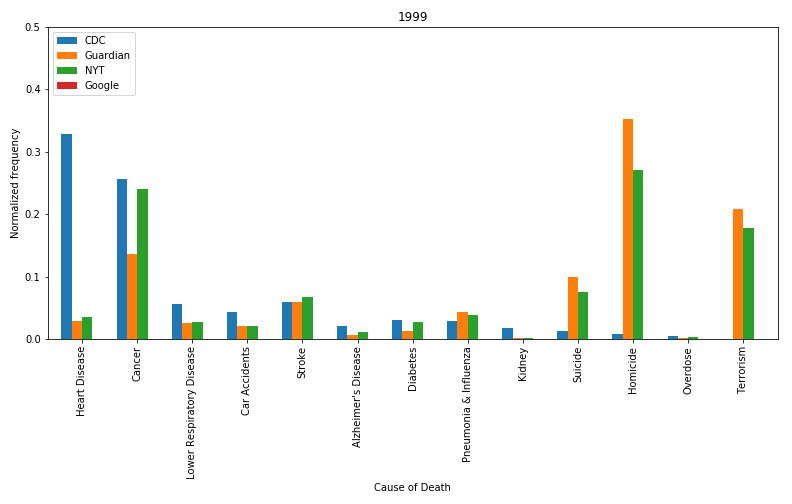 1999
CDC
Guardian
NYT
Google
Normalized frequency
0.5
0.4
0.3
0.2
0.1
0.0
Heart Disease
Cancer
Lower Respiratory Disease
Car Accidents
Stroke
Alzheimer's Disease
Diabetes
Pneumonia & Influenza
Kidney
Suicide
Homicide
Overdose
Terrorism
Cause of Death